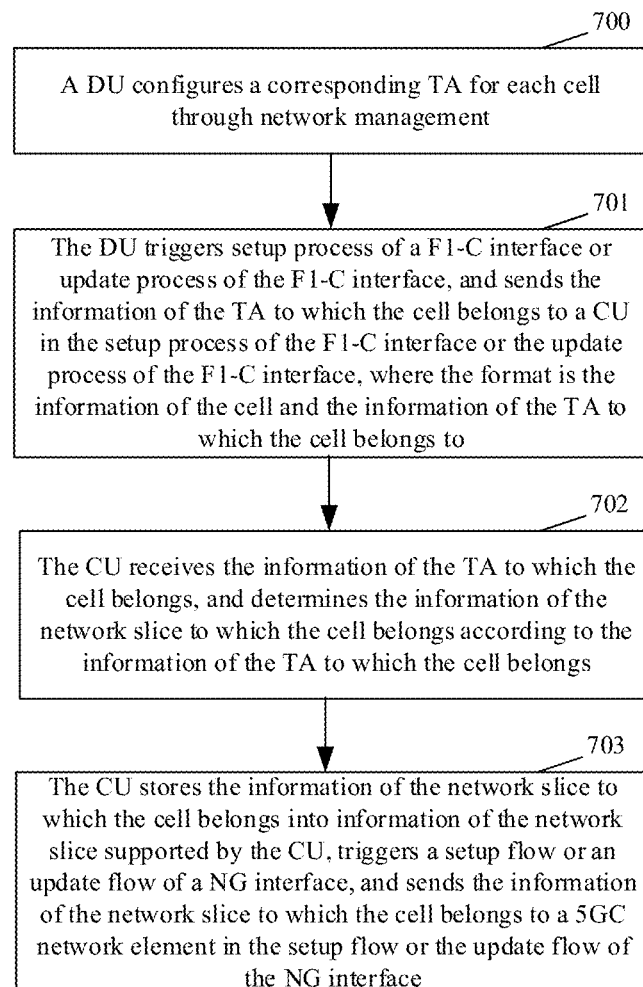 700
A DU configures a corresponding TA for each cell
through network management
701
The DU triggers setup process of a F1-C interface or
update process of the F1-C interface, and sends the
information of the TA to which the cell belongs to a CU
in the setup process of the F1-C interface or the update
process of the F1-C interface, where the format is the
information of the cell and the information of the TA to
which the cell belongs to
702
The CU receives the information of the TA to which the
cell belongs, and determines the information of the
network slice to which the cell belongs according to the
information of the TA to which the cell belongs
703
The CU stores the information of the network slice to
which the cell belongs into information of the network
slice supported by the CU, triggers a setup flow or an
update flow of a NG interface, and sends the information
of the network slice to which the cell belongs to a 5GC
network element in the setup flow or the update flow of
the NG interface